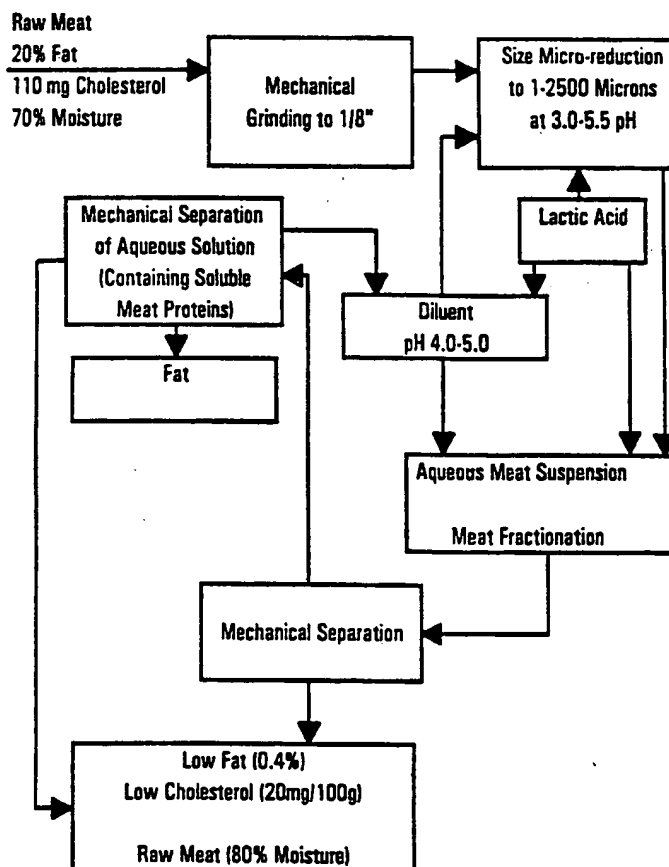 Raw Meat
20% Fat
110 mg Cholesterol
70% Moisture
Mechanical
Grinding to 1/8"
Size Micro-reduction
to 1-2500 Microns
at 3.0-5.5 pH
Mechanical Separation
of Aqueous Solution
(Containing Soluble
Meat Proteins)
Lactic Acid
Diluent
pH 4.0-5.0
Fat
Aqueous Meat Suspension
Meat Fractionation
Mechanical Separation
Low Fat (0.4%)
Low Cholesterol (20mg/100g)
Raw Meat (80% Moisture)